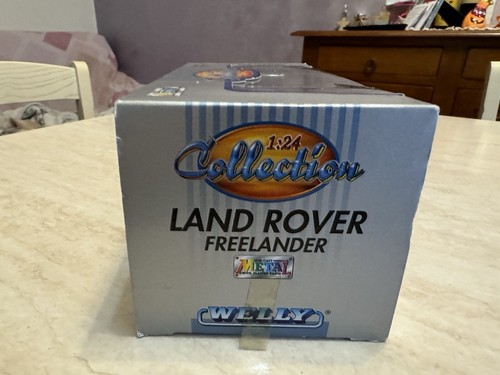 1:24
Collection
LAND ROVER
FREELANDER
METAL
WELLY®